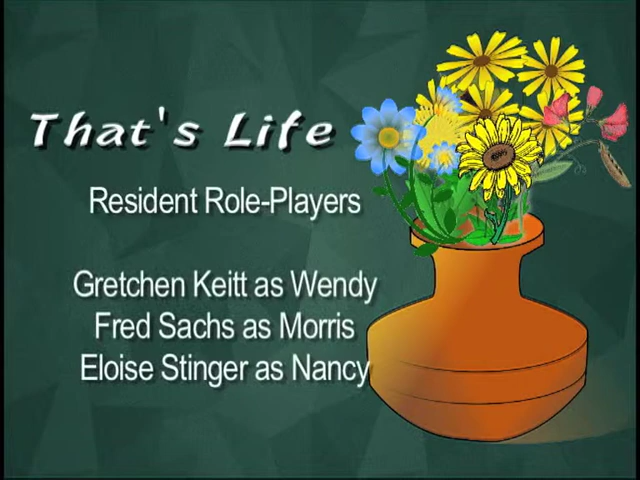 That's Life
Resident Role-Players
Gretchen Keitt as Wendy
Fred Sachs as Morris
Eloise Stinger as Nancy